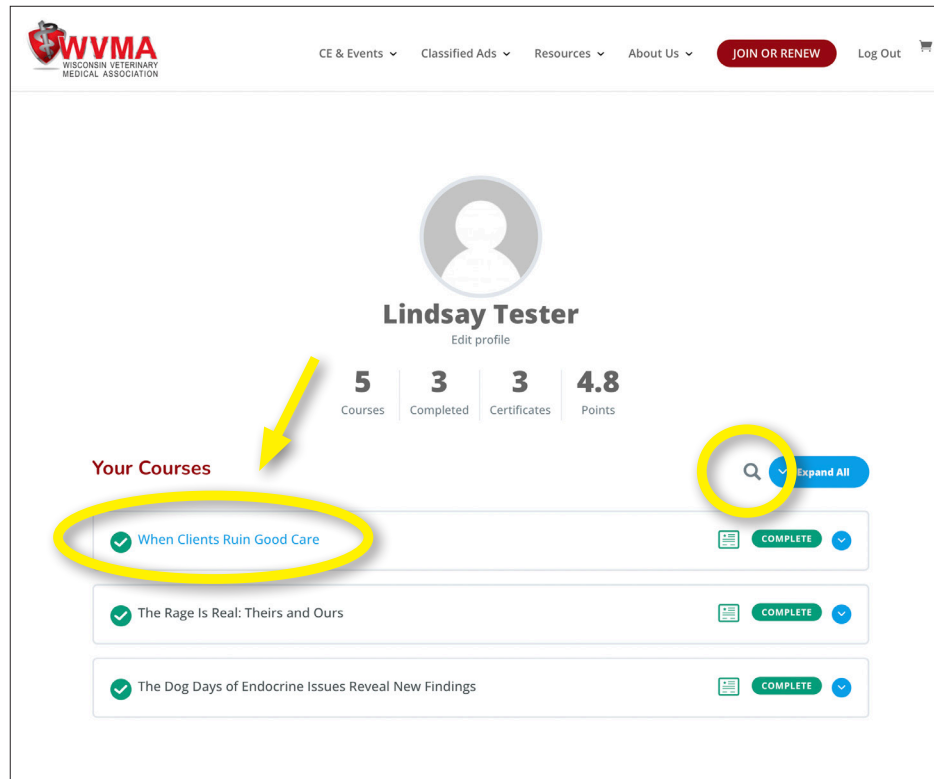 WVMA
WISCONSIN VETERINARY
MEDICAL ASSOCIATION
CE & Events
Classified Ads
Resources
About Us
JOIN OR RENEW
Log Out
Lindsay Tester
Edit profile
5 3 3 4.8
Courses Completed Certificates Points
Your Courses
Expand All
When Clients Ruin Good Care COMPLETE
The Rage Is Real: Theirs and Ours COMPLETE
The Dog Days of Endocrine Issues Reveal New Findings COMPLETE